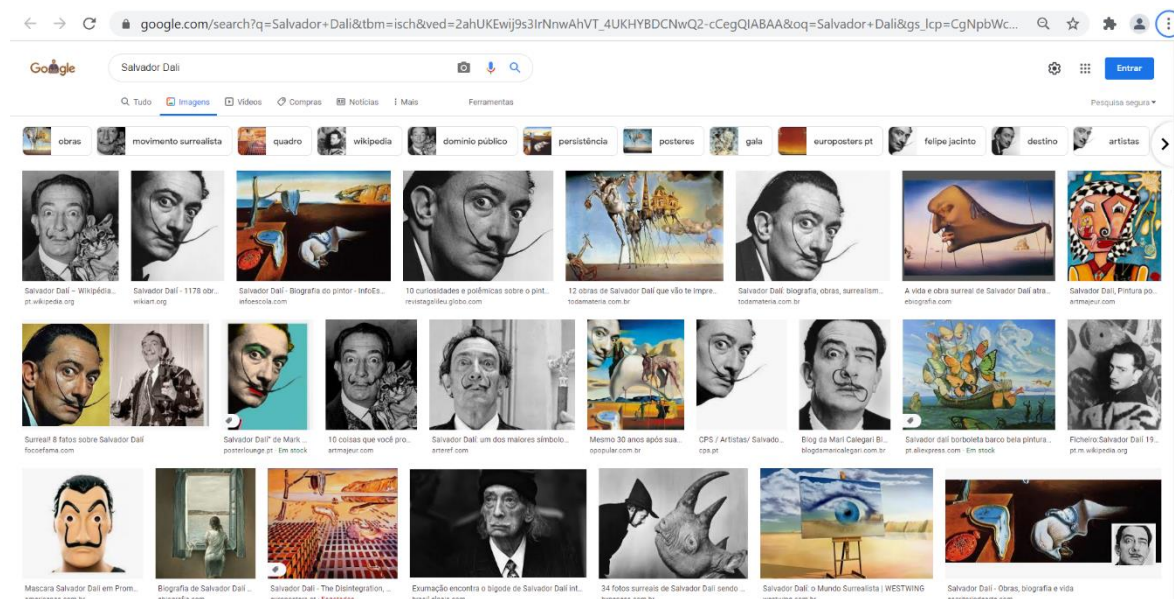 google.com/search?q=Salvador+Dali&tbm=isch&ved=2ahUKEwij9s3IrNnwAhVT_4UKHYBDCNwQ2-cCegQIABAA&oq=Salvador+Dali&gs_lcp=CgNpbWc...
Google
Salvador Dali
Entrar
Tudo Imagens Vídeos Compras Notícias Mais Ferramentas
Pesquisa segura
obras movimento surrealista quadro wikipedia dominio público persistência posteres gala europosters pt felipe jacinto destino artistas
Salvador Dalí – Wikipédia... Salvador Dalí - 1178 obr... Salvador Dalí - Biografia do pintor - InfoEs... 10 curiosidades e polêmicas sobre o pint... 12 obras de Salvador Dalí que vão te impre... Salvador Dalí: biografia, obras, surrealism... A vida e obra surreal de Salvador Dalí atra... Salvador Dali, Pintura po...
pt.wikipedia.org wikiart.org infoescola.com revistagalileu.globo.com todamateria.com.br todamateria.com.br ebiografia.com artmajeur.com
Surreal! 8 fatos sobre Salvador Dalí Salvador Dalí" de Mark ... 10 coisas que você pro... Salvador Dalí: um dos maiores símbolo... Mesmo 30 anos após sua... CPS / Artistas/ Salvado... Blog da Mari Calegari Bl... Salvador dalí borboleta barco bela pintura... Ficheiro:Salvador Dalí 19...
focoefama.com posterlounge.pt - Em stock artmajeur.com arteref.com opopular.com.br cps.pt blogdamaricalegari.com.br pt.aliexpress.com - Em stock pt.m.wikipedia.org
Mascara Salvador Dali em Prom... Biografia de Salvador Dalí ... Salvador Dali - The Disintegration, ... Exumação encontra o bigode de Salvador Dalí int... 34 fotos surreais de Salvador Dalí sendo ... Salvador Dali: o Mundo Surrealista | WESTWING Salvador Dalí - Obras, biografia e vida